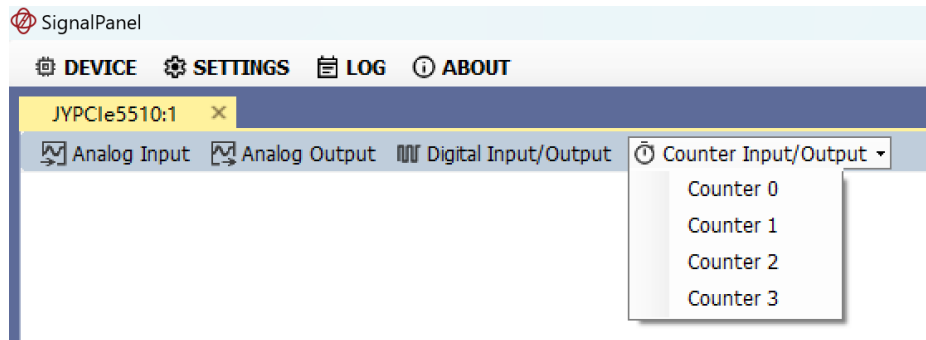 SignalPanel
DEVICE SETTINGS LOG ABOUT
JYPCIe5510:1
Analog Input Analog Output Digital Input/Output Counter Input/Output
Counter 0
Counter 1
Counter 2
Counter 3